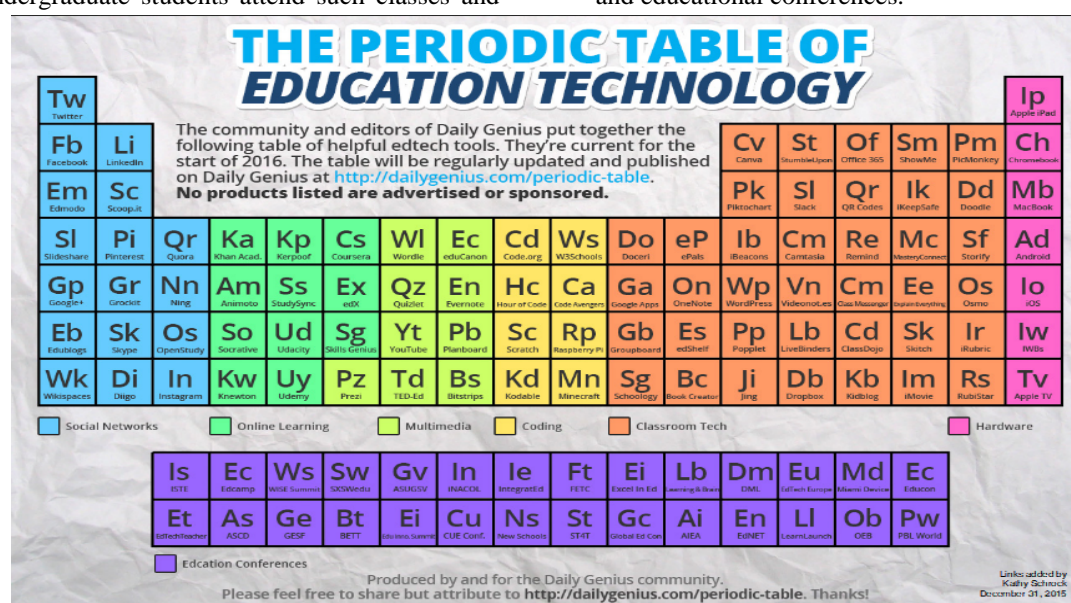 dergraduate students attend such classes and
and educational conferences.
THE PERIODIC TABLE OF
EDUCATION TECHNOLOGY
The community and editors of Daily Genius put together the
following table of helpful edtech tools. They're current for the
start of 2016. The table will be regularly updated and published
on Daily Genius at http://dailygenius.com/periodic-table.
No products listed are advertised or sponsored.
Tw Ip
Twitter Apple iPad
Fb Li Cv St Of Sm Pm Ch
Facebook LinkedIn Canva StumbleUpon Office 365 ShowMe PicMonkey Chromebook
Em Sc Pk Sl Qr Ik Dd Mb
Edmodo Scoop.it Piktochart Slack QR Codes iKeepSafe Doodle MacBook
Sl Pi Qr Ka Kp Cs Wl Ec Cd Ws Do eP Ib Cm Re Mc Sf Ad
Slideshare Pinterest Quora Khan Acad. Kerpoof Coursera Wordle eduCanon Code.org W3Schools Doceri ePals iBeacons Camtasia Remind MasteryConnect Storify Android
Gp Gr Nn Am Ss Ex Qz En Hc Ca Ga On Wp Vn Cm Ee Os Io
Google+ Grockit Ning Animoto StudySync edX Quizlet Evernote Hour of Code Code Avengers Google Apps OneNote WordPress Videonot.es Class Messenger Explain Everything Osmo iOS
Eb Sk Os So Ud Sg Yt Pb Sc Rp Gb Es Pp Lb Cd Sk Ir Iw
Edublogs Skype OpenStudy Socrative Udacity Skills Genius YouTube Planboard Scratch Raspberry Pi Groupboard edShelf Popplet LiveBinders ClassDojo Skitch iRubric IWBs
Wk Di In Kw Uy Pz Td Bs Kd Mn Sg Bc Ji Db Kb Im Rs Tv
Wikispaces Diigo Instagram Knewton Udemy Prezi TED-Ed Bitstrips Kodable Minecraft Schoology Book Creator Jing Dropbox Kidblog iMovie RubiStar Apple TV
Social Networks Online Learning Multimedia Coding Classroom Tech Hardware
Is Ec Ws Sw Gv In Ie Ft Ei Lb Dm Eu Md Ec
ISTE Edcamp WISE Summit SXSWedu ASUGSV iNACOL IntegratEd FETC Excel in Ed Learning & Brain DML EdTech Europe Miami Device Educon
Et As Ge Bt Ei Cu Ns St Gc Ai En Ll Ob Pw
EdTechTeacher ASCD GESF BETT Edu Innov. Summit CUE Conf. New Schools ST4T Global Ed Con AIEA EdNET LearnLaunch OEB PBL World
Edcation Conferences
Produced by and for the Daily Genius community.
Please feel free to share but attribute to http://dailygenius.com/periodic-table. Thanks!
Links added by
Kathy Schrock
December 31, 2015